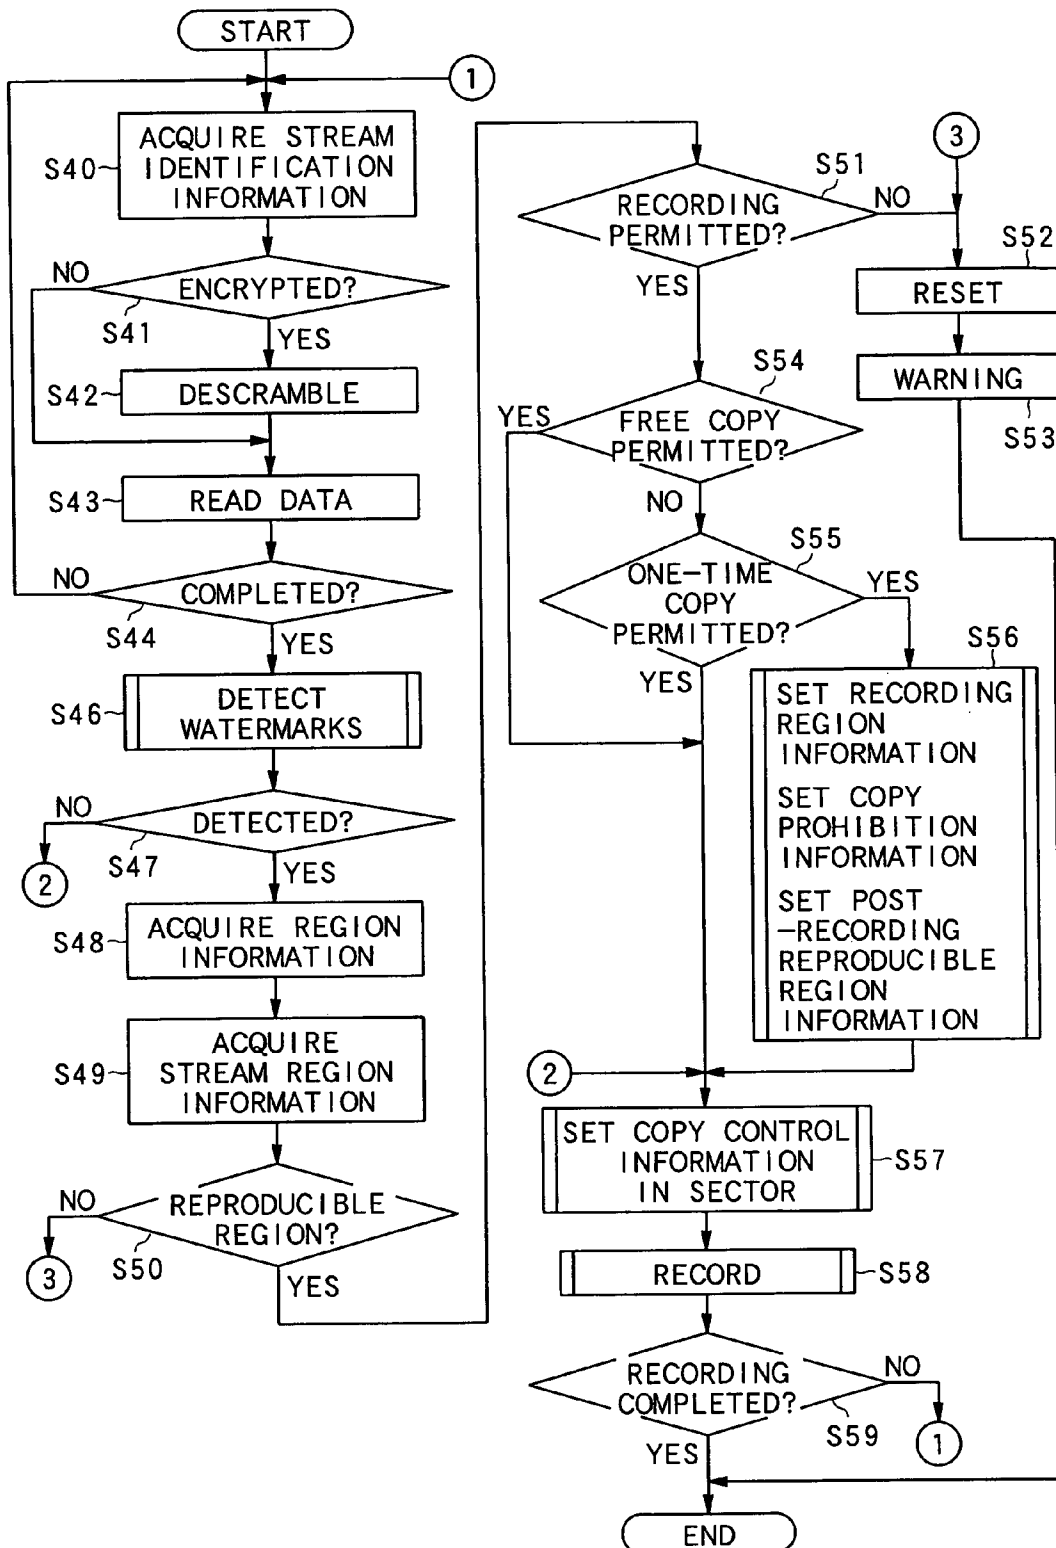 START
1
S40
ACQUIRE STREAM
IDENTIFICATION
INFORMATION
NO
ENCRYPTED?
S41
YES
S42
DESCRAMBLE
S43
READ DATA
NO
COMPLETED?
S44
YES
S46
DETECT
WATERMARKS
NO
DETECTED?
S47
2
YES
S48
ACQUIRE REGION
INFORMATION
S49
ACQUIRE
STREAM REGION
INFORMATION
NO
REPRODUCIBLE
REGION?
S50
3
YES
3
S51
RECORDING
PERMITTED?
NO
YES
S52
RESET
WARNING
S53
S54
YES
FREE COPY
PERMITTED?
NO
S55
ONE-TIME
COPY
PERMITTED?
YES
YES
S56
SET RECORDING
REGION
INFORMATION
SET COPY
PROHIBITION
INFORMATION
SET POST
-RECORDING
REPRODUCIBLE
REGION
INFORMATION
2
SET COPY CONTROL
INFORMATION
IN SECTOR
S57
RECORD
S58
RECORDING
COMPLETED?
NO
S59
1
YES
END